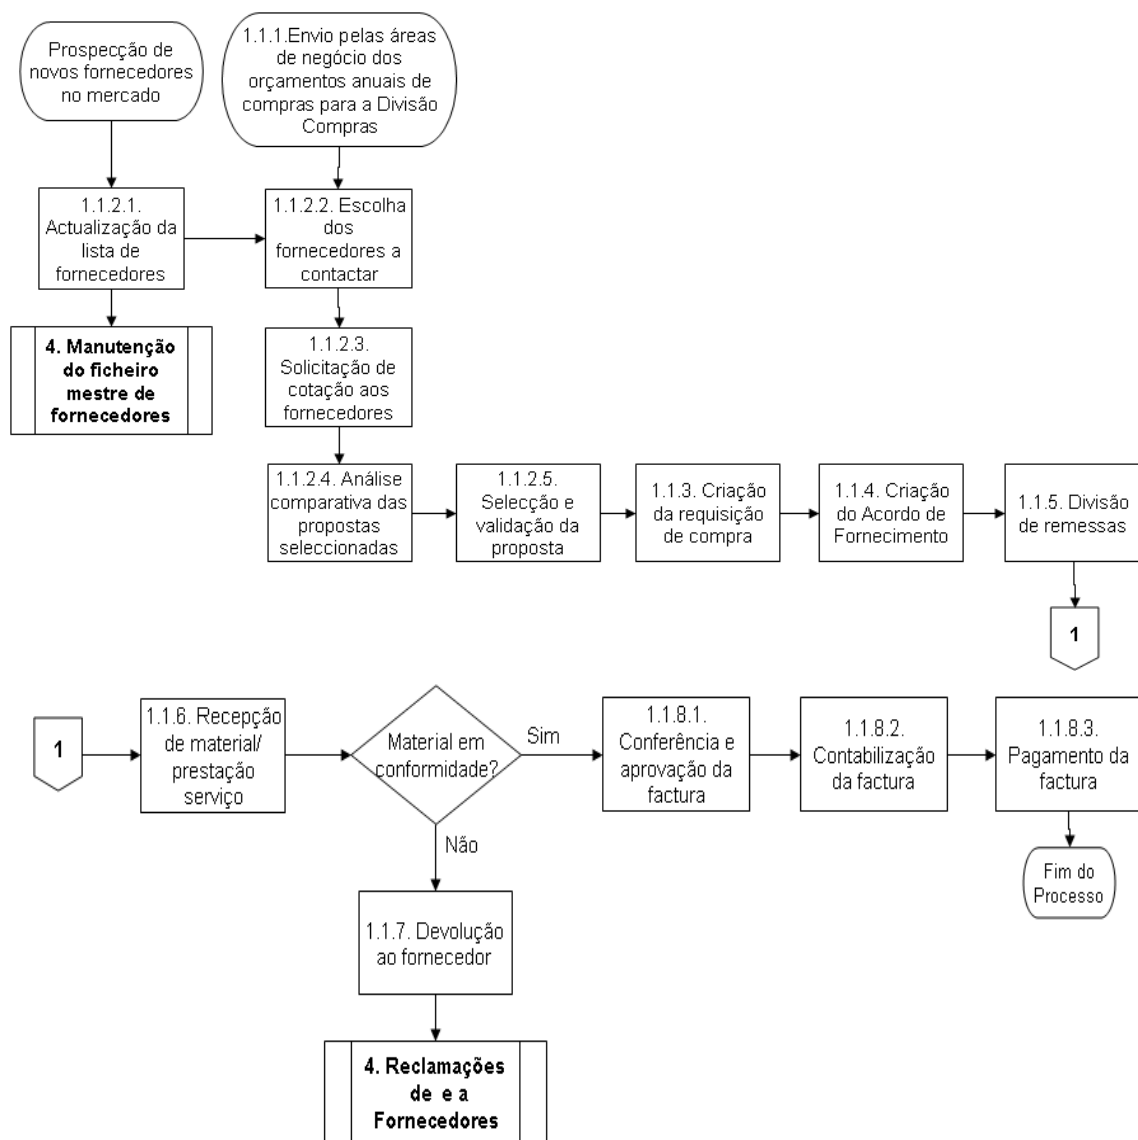 Prospecção de
novos fornecedores
no mercado
1.1.1.Envio pelas áreas
de negócio dos
orçamentos anuais de
compras para a Divisão
Compras
1.1.2.1.
Actualização da
lista de
fornecedores
1.1.2.2. Escolha
dos
fornecedores a
contactar
4. Manutenção
do ficheiro
mestre de
fornecedores
1.1.2.3.
Solicitação de
cotação aos
fornecedores
1.1.2.4. Análise
comparativa das
propostas
seleccionadas
1.1.2.5.
Selecção e
validação da
proposta
1.1.3. Criação
da requisição
de compra
1.1.4. Criação
do Acordo de
Fornecimento
1.1.5. Divisão
de remessas
1
1
1.1.6. Recepção
de material/
prestação
serviço
Material em
conformidade?
Sim
Não
1.1.8.1.
Conferência e
aprovação da
factura
1.1.8.2.
Contabilização
da factura
1.1.8.3.
Pagamento da
factura
Fim do
Processo
1.1.7. Devolução
ao fornecedor
4. Reclamações
de e a
Fornecedores